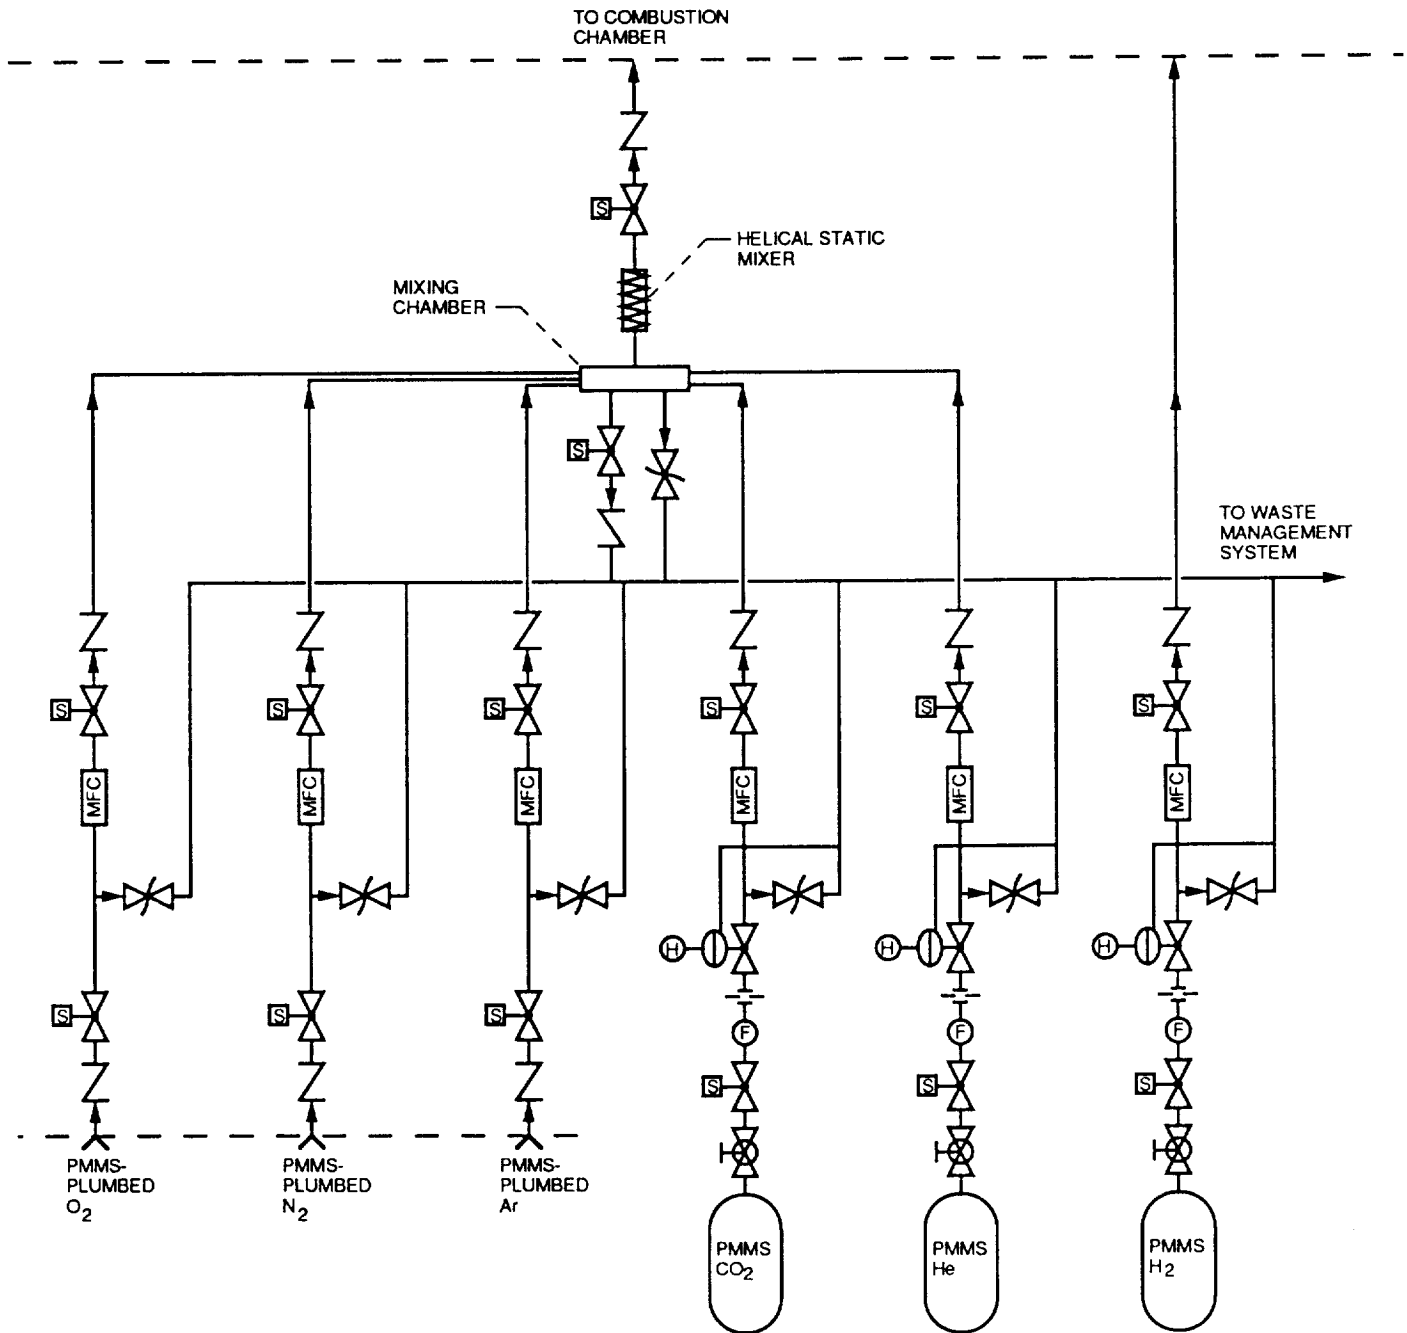 TO COMBUSTION
CHAMBER
S
HELICAL STATIC
MIXER
MIXING
CHAMBER
S
TO WASTE
MANAGEMENT
SYSTEM
S
S
S
S
S
S
MFC
MFC
MFC
MFC
MFC
MFC
H
H
H
S
S
S
F
F
F
S
S
S
PMMS-
PLUMBED
O2
PMMS-
PLUMBED
N2
PMMS-
PLUMBED
Ar
PMMS
CO2
PMMS
He
PMMS
H2